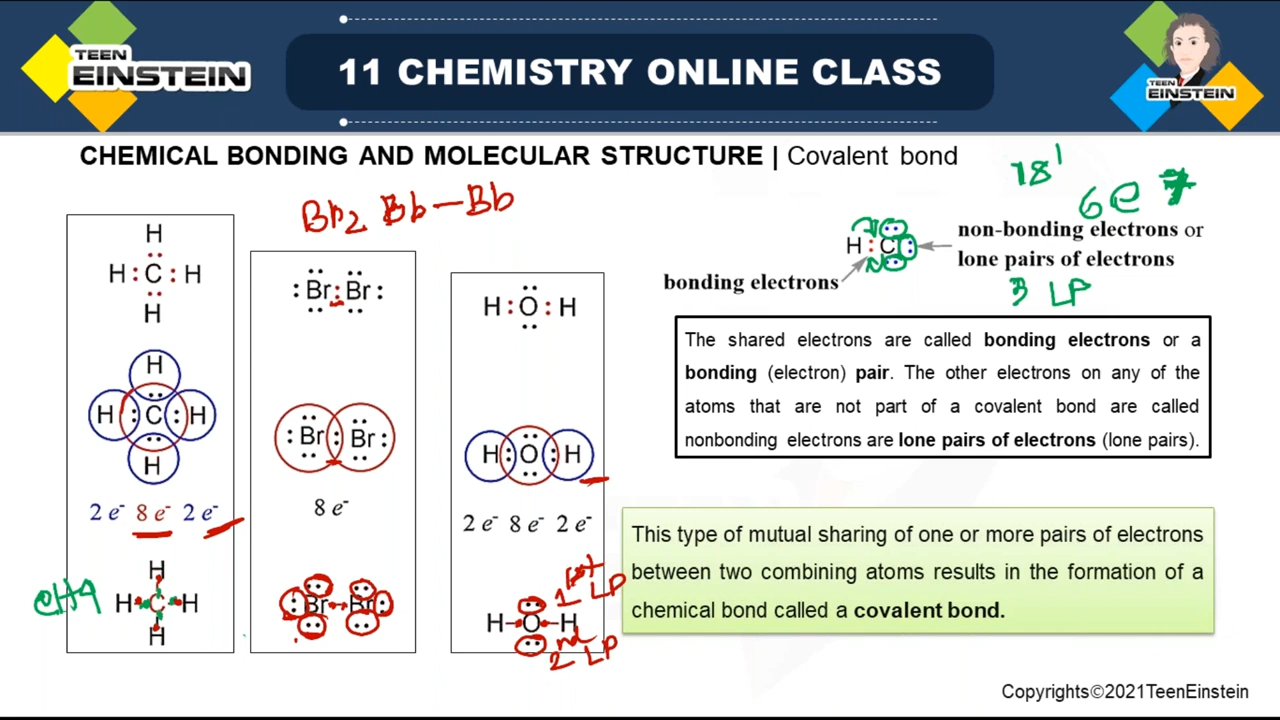 TEEN
EINSTEIN
11 CHEMISTRY ONLINE CLASS
TEEN
EINSTEIN
CHEMICAL BONDING AND MOLECULAR STRUCTURE | Covalent bond
Br2 Bb—Bb
6e
H : C
non-bonding electrons or
lone pairs of electrons
bonding electrons
3 LP
The shared electrons are called bonding electrons or a
bonding (electron) pair. The other electrons on any of the
atoms that are not part of a covalent bond are called
nonbonding electrons are lone pairs of electrons (lone pairs).
This type of mutual sharing of one or more pairs of electrons
between two combining atoms results in the formation of a
chemical bond called a covalent bond.
H
H : C : H
H
H
H : C : H
H
2 e⁻ 8 e⁻ 2 e⁻
CH4
H
H C H
H
: Br : Br :
: Br : Br :
8 e⁻
: Br – Br :
H : O : H
H : O : H
2 e⁻ 8 e⁻ 2 e⁻
1st LP
H – O – H
2nd LP
Copyrights©2021TeenEinstein